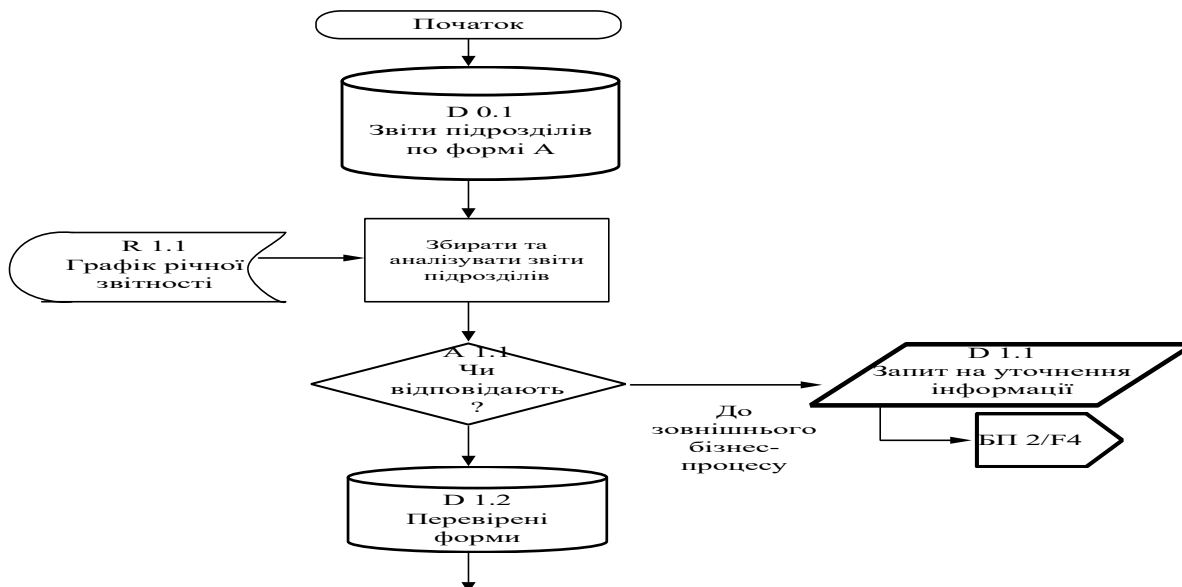 Початок
D 0.1
Звіти підрозділів
по формі А
R 1.1
Графік річної
звітності
Збирати та
аналізувати звіти
підрозділів
А 1.1
Чи
відповідають
?
D 1.1
Запит на уточнення
інформації
До
зовнішнього
бізнес-
процесу
БП 2/F4
D 1.2
Перевірені
форми